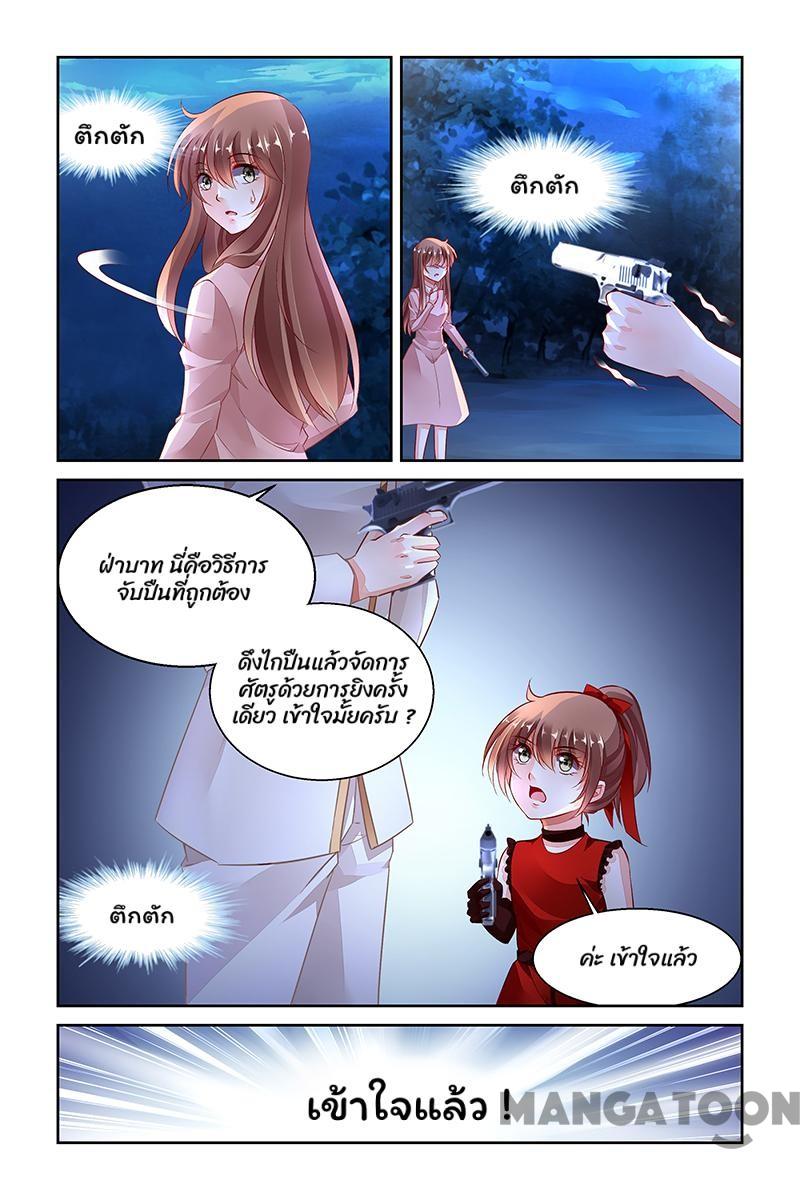 ตึกตัก
ตึกตัก
ฝ่าบาท นี่คือวิธีการ
จับปืนที่ถูกต้อง
ดึงไกปืนแล้วจัดการ
ศัตรูด้วยการยิงครั้ง
เดียว เข้าใจมั้ยครับ ?
ตึกตัก
ค่ะ เข้าใจแล้ว
เข้าใจแล้ว !
MANGATOON